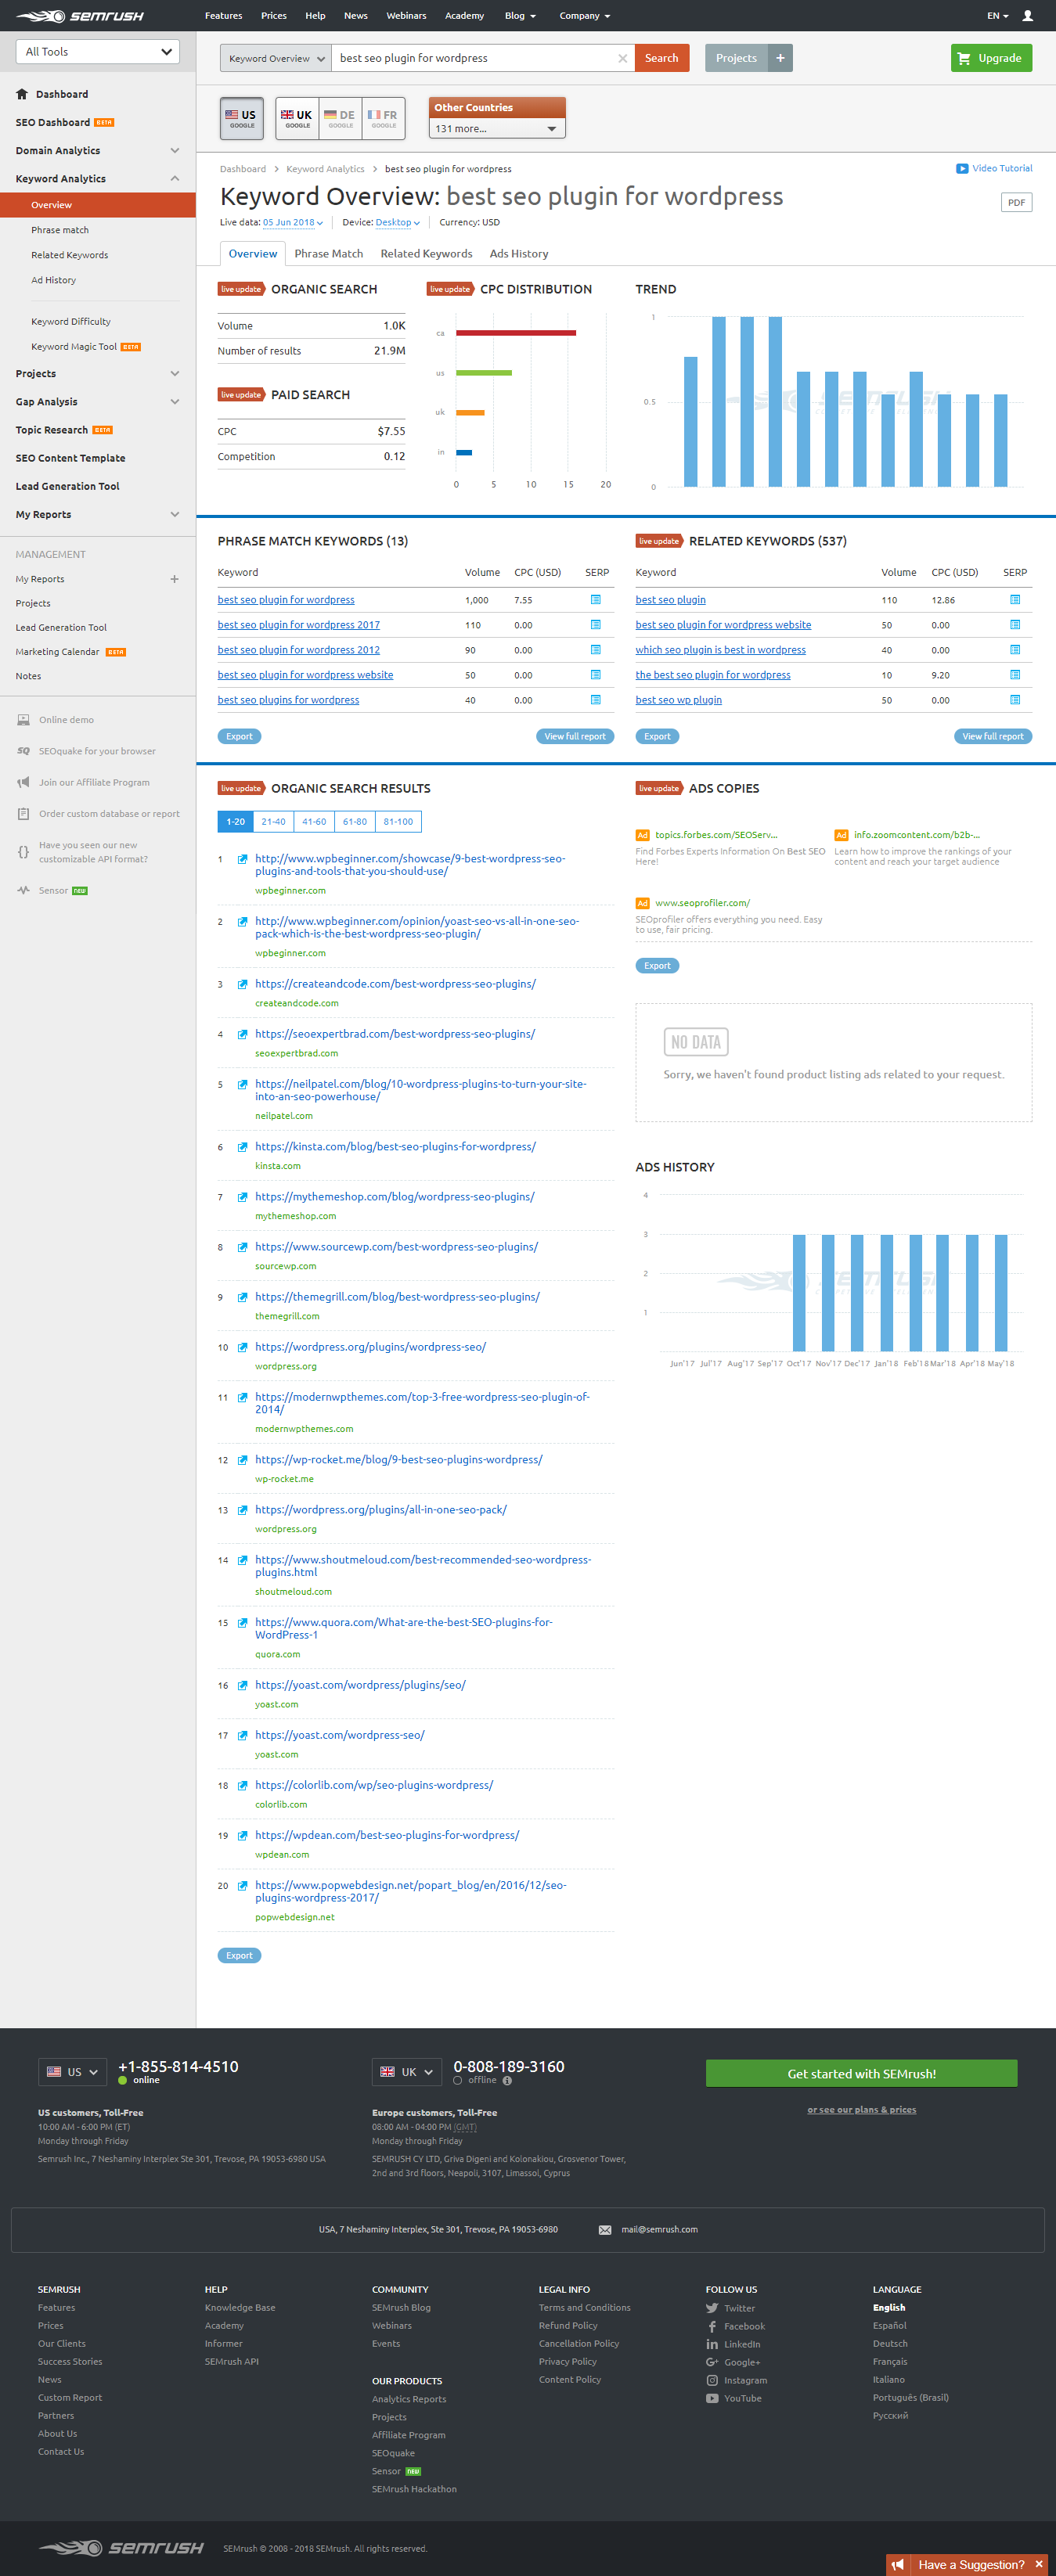 SEMRUSH
Features Prices Help News Webinars Academy Blog Company EN
All Tools
Dashboard
SEO Dashboard BETA
Domain Analytics
Keyword Analytics
Overview
Phrase match
Related Keywords
Ad History
Keyword Difficulty
Keyword Magic Tool BETA
Projects
Gap Analysis
Topic Research BETA
SEO Content Template
Lead Generation Tool
My Reports
MANAGEMENT
My Reports +
Projects
Lead Generation Tool
Marketing Calendar BETA
Notes
Online demo
SEOquake for your browser
Join our Affiliate Program
Order custom database or report
Have you seen our new
customizable API format?
Sensor NEW
Keyword Overview best seo plugin for wordpress Search Projects + Upgrade
US GOOGLE UK GOOGLE DE GOOGLE FR GOOGLE
Other Countries
131 more...
Dashboard > Keyword Analytics > best seo plugin for wordpress Video Tutorial
Keyword Overview: best seo plugin for wordpress
PDF
Live data: 05 Jun 2018 Device: Desktop Currency: USD
Overview Phrase Match Related Keywords Ads History
live update ORGANIC SEARCH
Volume 1.0K
Number of results 21.9M
live update PAID SEARCH
CPC $7.55
Competition 0.12
live update CPC DISTRIBUTION
ca
us
uk
in
0 5 10 15 20
TREND
1
0.5
0
SEMRUSH
PHRASE MATCH KEYWORDS (13)
Keyword Volume CPC (USD) SERP
best seo plugin for wordpress 1,000 7.55
best seo plugin for wordpress 2017 110 0.00
best seo plugin for wordpress 2012 90 0.00
best seo plugin for wordpress website 50 0.00
best seo plugins for wordpress 40 0.00
Export View full report
live update RELATED KEYWORDS (537)
Keyword Volume CPC (USD) SERP
best seo plugin 110 12.86
best seo plugin for wordpress website 50 0.00
which seo plugin is best in wordpress 40 0.00
the best seo plugin for wordpress 10 9.20
best seo wp plugin 50 0.00
Export View full report
live update ORGANIC SEARCH RESULTS
1-20 21-40 41-60 61-80 81-100
1 http://www.wpbeginner.com/showcase/9-best-wordpress-seo-
plugins-and-tools-that-you-should-use/
wpbeginner.com
2 http://www.wpbeginner.com/opinion/yoast-seo-vs-all-in-one-seo-
pack-which-is-the-best-wordpress-seo-plugin/
wpbeginner.com
3 https://createandcode.com/best-wordpress-seo-plugins/
createandcode.com
4 https://seoexpertbrad.com/best-wordpress-seo-plugins/
seoexpertbrad.com
5 https://neilpatel.com/blog/10-wordpress-plugins-to-turn-your-site-
into-an-seo-powerhouse/
neilpatel.com
6 https://kinsta.com/blog/best-seo-plugins-for-wordpress/
kinsta.com
7 https://mythemeshop.com/blog/wordpress-seo-plugins/
mythemeshop.com
8 https://www.sourcewp.com/best-wordpress-seo-plugins/
sourcewp.com
9 https://themegrill.com/blog/best-wordpress-seo-plugins/
themegrill.com
10 https://wordpress.org/plugins/wordpress-seo/
wordpress.org
11 https://modernwpthemes.com/top-3-free-wordpress-seo-plugin-of-
2014/
modernwpthemes.com
12 https://wp-rocket.me/blog/9-best-seo-plugins-wordpress/
wp-rocket.me
13 https://wordpress.org/plugins/all-in-one-seo-pack/
wordpress.org
14 https://www.shoutmeloud.com/best-recommended-seo-wordpress-
plugins.html
shoutmeloud.com
15 https://www.quora.com/What-are-the-best-SEO-plugins-for-
WordPress-1
quora.com
16 https://yoast.com/wordpress/plugins/seo/
yoast.com
17 https://yoast.com/wordpress-seo/
yoast.com
18 https://colorlib.com/wp/seo-plugins-wordpress/
colorlib.com
19 https://wpdean.com/best-seo-plugins-for-wordpress/
wpdean.com
20 https://www.popwebdesign.net/popart_blog/en/2016/12/seo-
plugins-wordpress-2017/
popwebdesign.net
Export
live update ADS COPIES
Ad topics.forbes.com/SEOServ...
Find Forbes Experts Information On Best SEO
Here!
Ad info.zoomcontent.com/b2b-...
Learn how to improve the rankings of your
content and reach your target audience
Ad www.seoprofiler.com/
SEOprofiler offers everything you need. Easy
to use, fair pricing.
Export
NO DATA
Sorry, we haven't found product listing ads related to your request.
ADS HISTORY
4
3
2
1
SEMRUSH
Jun'17 Jul'17 Aug'17 Sep'17 Oct'17 Nov'17 Dec'17 Jan'18 Feb'18 Mar'18 Apr'18 May'18
US +1-855-814-4510
online
US customers, Toll-Free
10:00 AM - 6:00 PM (ET)
Monday through Friday
Semrush Inc., 7 Neshaminy Interplex Ste 301, Trevose, PA 19053-6980 USA
UK 0-808-189-3160
offline
Europe customers, Toll-Free
08:00 AM - 04:00 PM (GMT)
Monday through Friday
SEMRUSH CY LTD, Griva Digeni and Kolonakiou, Grosvenor Tower,
2nd and 3rd floors, Neapoli, 3107, Limassol, Cyprus
Get started with SEMrush!
or see our plans & prices
USA, 7 Neshaminy Interplex, Ste 301, Trevose, PA 19053-6980 mail@semrush.com
SEMRUSH
Features
Prices
Our Clients
Success Stories
News
Custom Report
Partners
About Us
Contact Us
HELP
Knowledge Base
Academy
Informer
SEMrush API
COMMUNITY
SEMrush Blog
Webinars
Events
OUR PRODUCTS
Analytics Reports
Projects
Affiliate Program
SEOquake
Sensor NEW
SEMrush Hackathon
LEGAL INFO
Terms and Conditions
Refund Policy
Cancellation Policy
Privacy Policy
Content Policy
FOLLOW US
Twitter
Facebook
LinkedIn
Google+
Instagram
YouTube
LANGUAGE
English
Español
Deutsch
Français
Italiano
Português (Brasil)
Русский
SEMRUSH SEMrush © 2008 - 2018 SEMrush. All rights reserved.
Have a Suggestion? ×